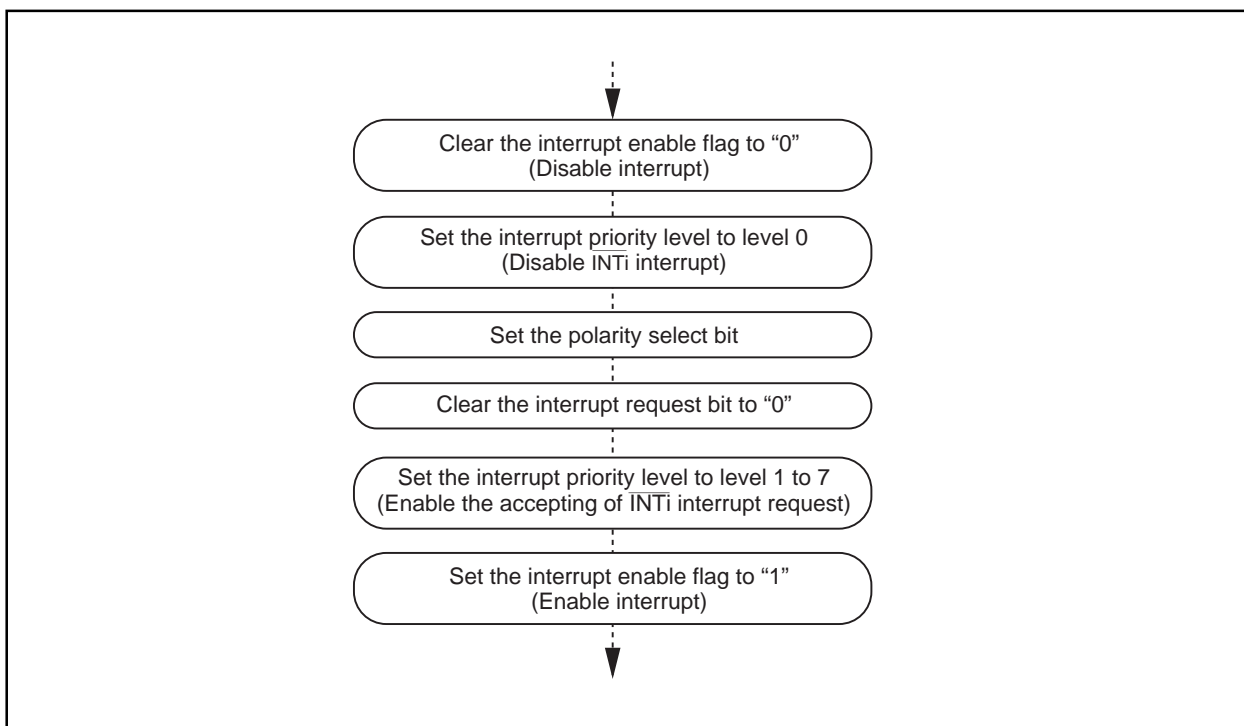 Clear the interrupt enable flag to “0”
(Disable interrupt)
Set the interrupt priority level to level 0
(Disable INTi interrupt)
Set the polarity select bit
Clear the interrupt request bit to “0”
Set the interrupt priority level to level 1 to 7
(Enable the accepting of INTi interrupt request)
Set the interrupt enable flag to “1”
(Enable interrupt)